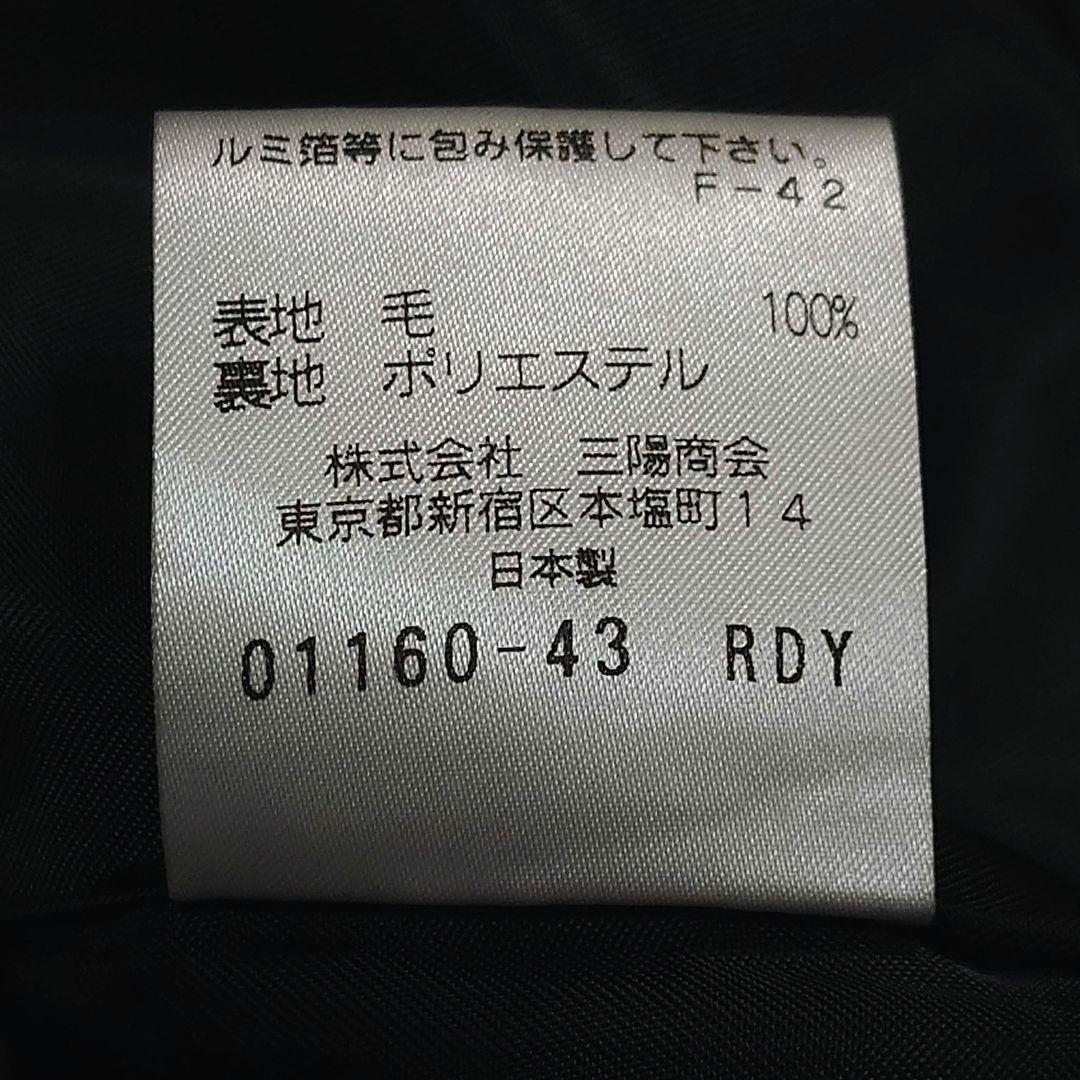 ルミ箔等に包み保護して下さい。
F-42
表地 毛 100%
裏地 ポリエステル
株式会社 三陽商会
東京都新宿区本塩町14
日本製
01160-43 RDY